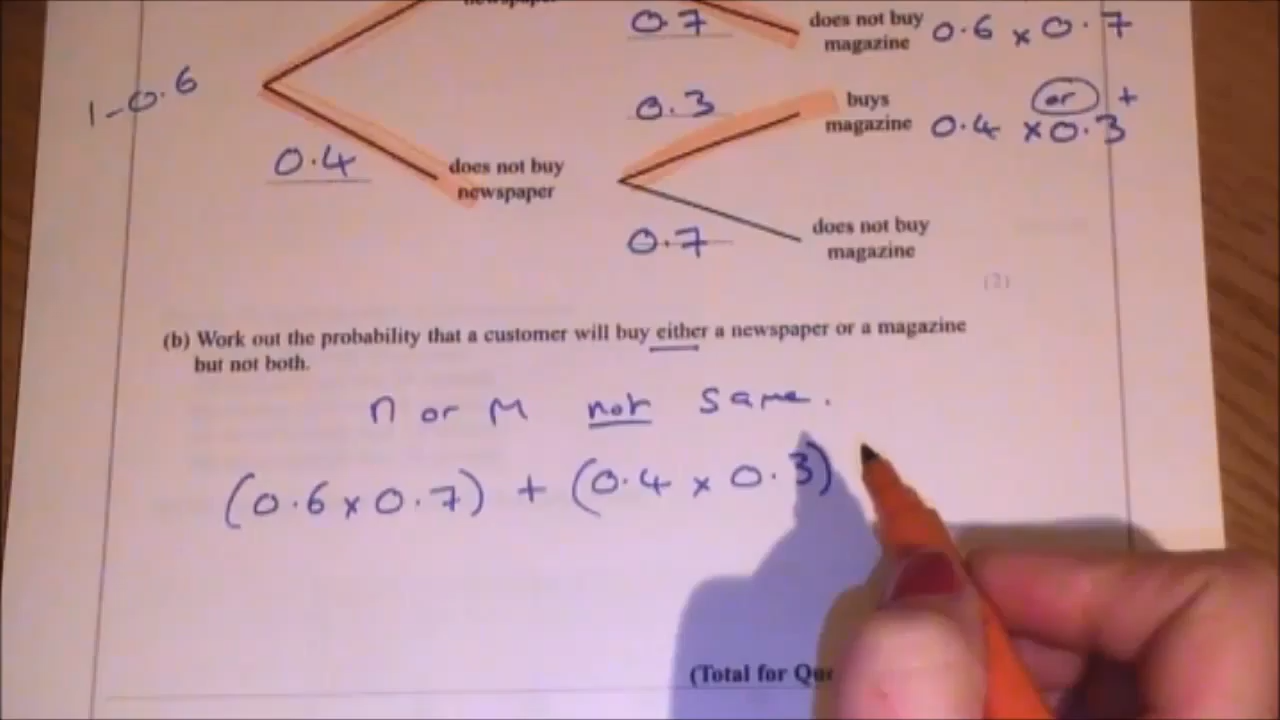 newspaper
0.7
does not buy
magazine
0.6 x 0.7
1-0.6
0.3
buys
magazine
or +
0.4 x 0.3
0.4
does not buy
newspaper
0.7
does not buy
magazine
(2)
(b) Work out the probability that a customer will buy either a newspaper or a magazine
but not both.
n or M not same.
(0.6 x 0.7) + (0.4 x 0.3)
(Total for